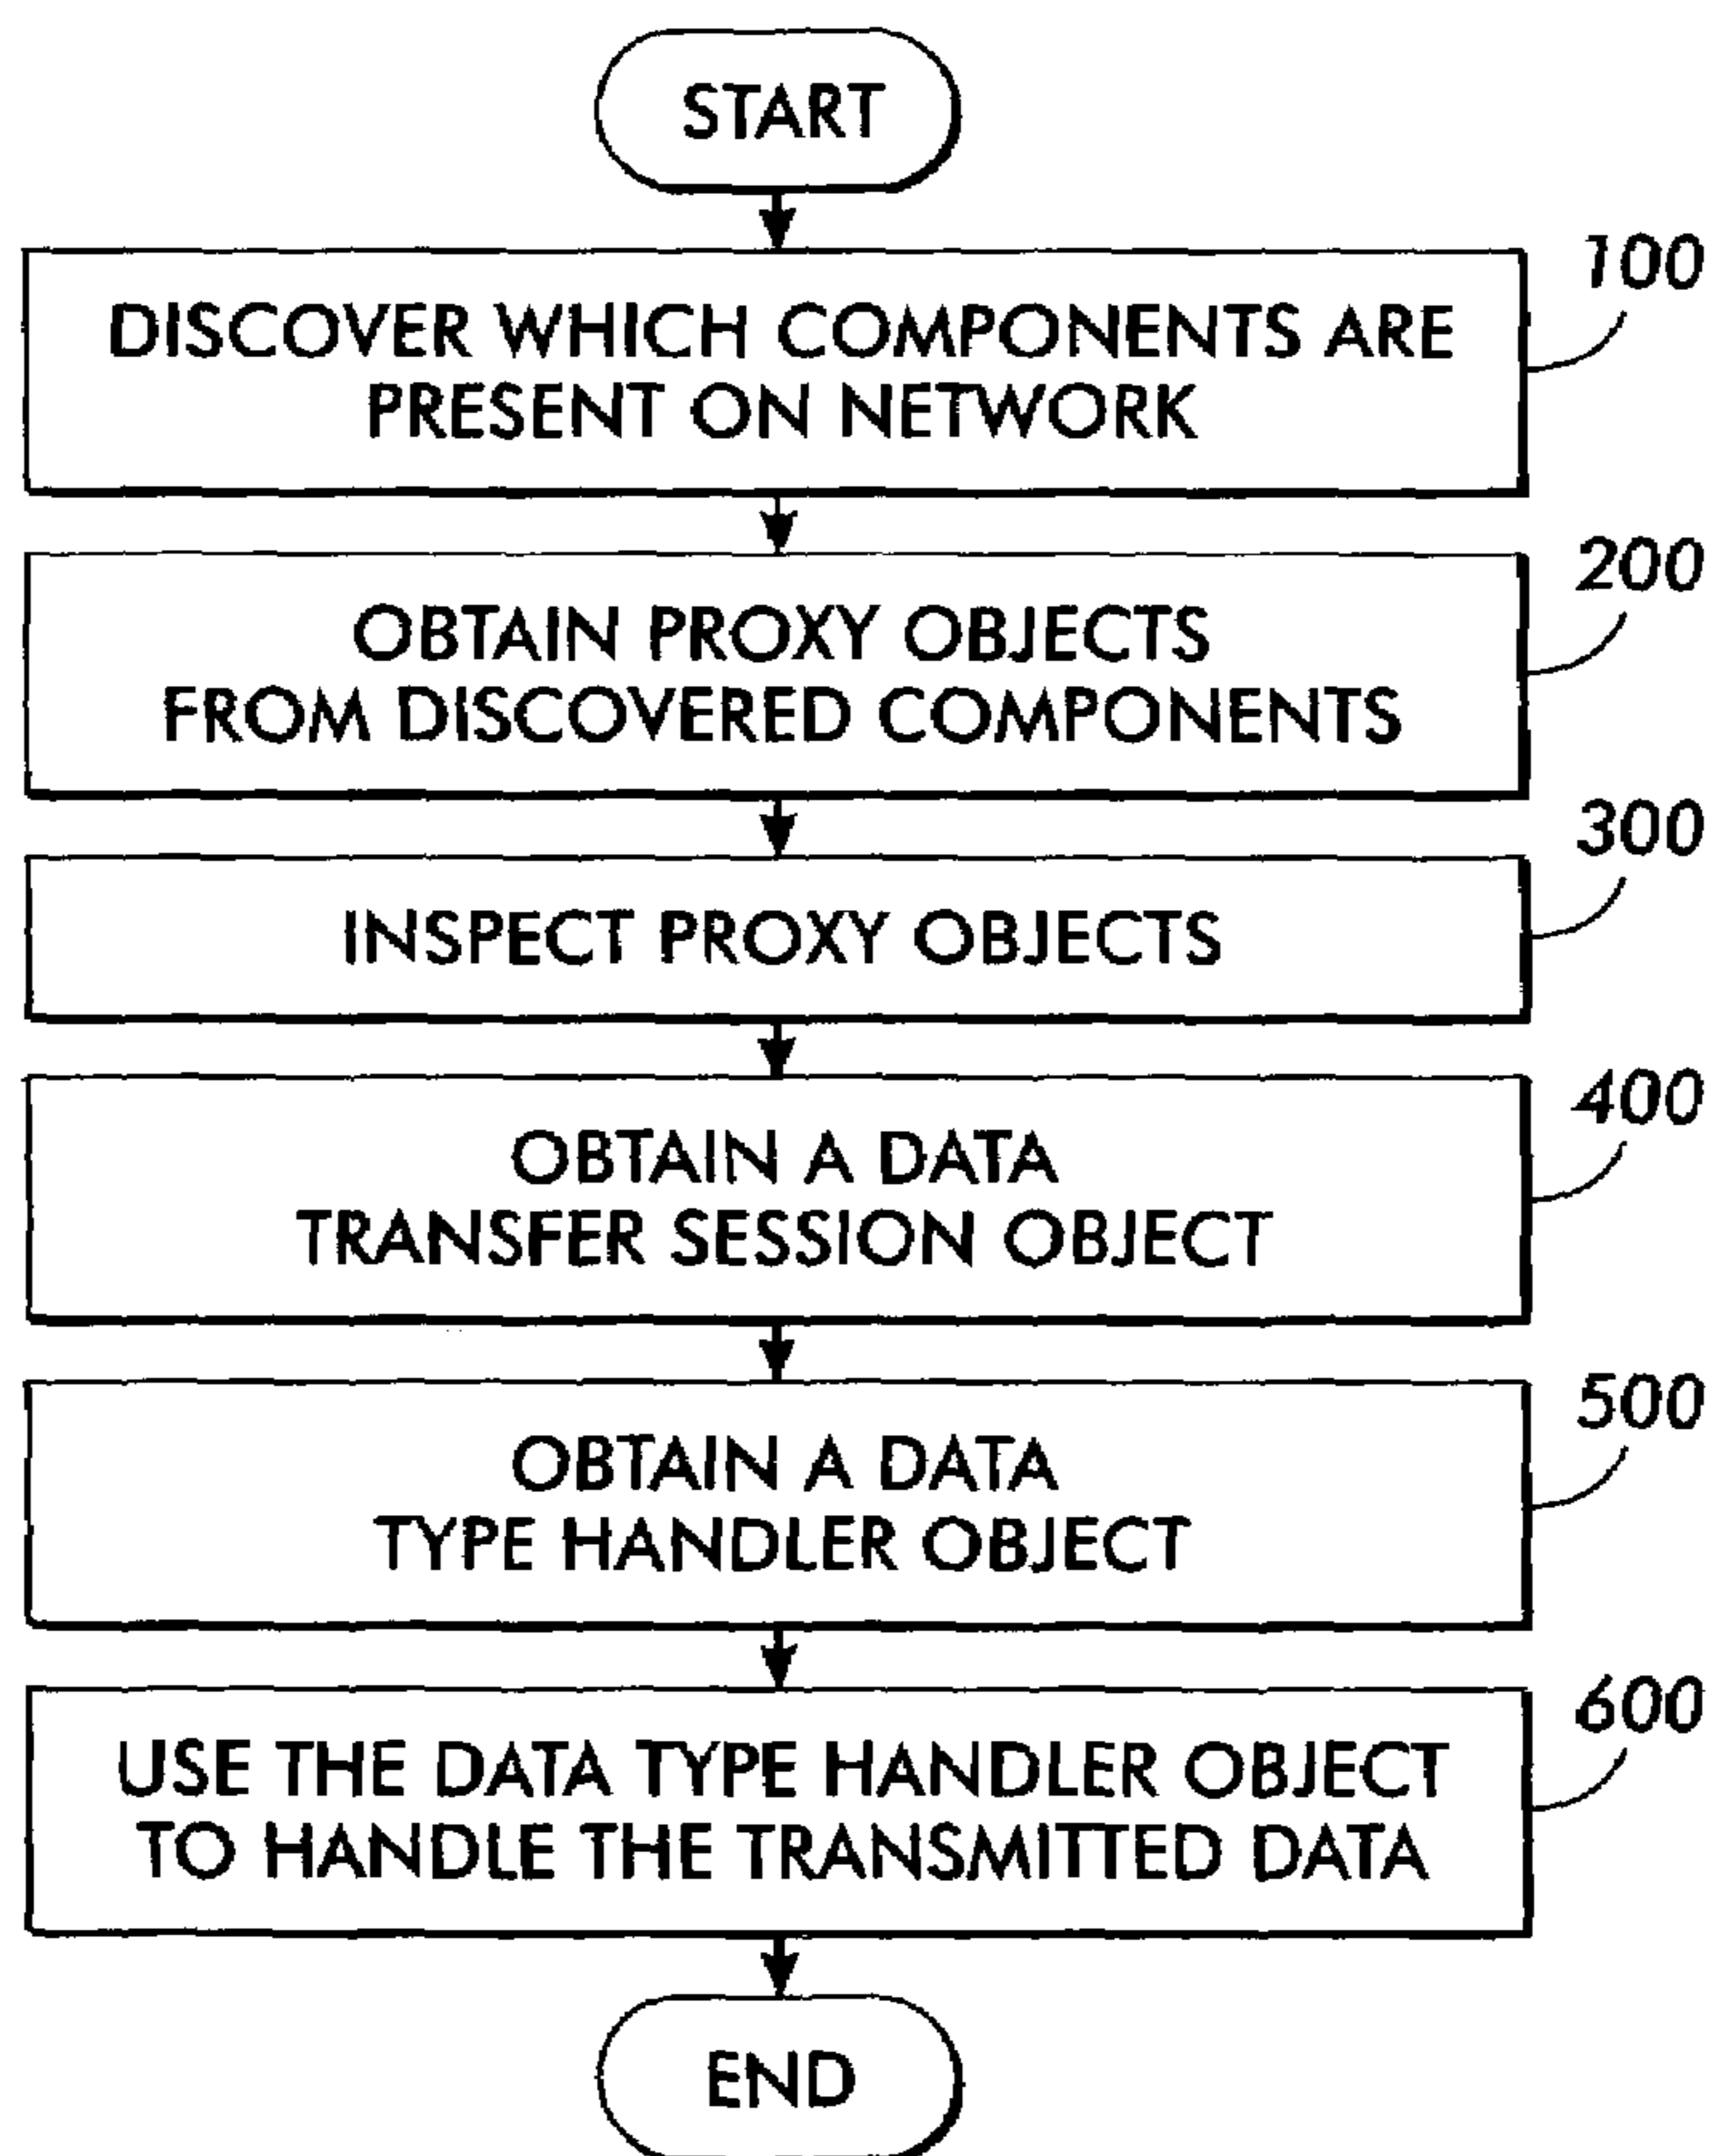 START
100
DISCOVER WHICH COMPONENTS ARE
PRESENT ON NETWORK
200
OBTAIN PROXY OBJECTS
FROM DISCOVERED COMPONENTS
300
INSPECT PROXY OBJECTS
400
OBTAIN A DATA
TRANSFER SESSION OBJECT
500
OBTAIN A DATA
TYPE HANDLER OBJECT
600
USE THE DATA TYPE HANDLER OBJECT
TO HANDLE THE TRANSMITTED DATA
END